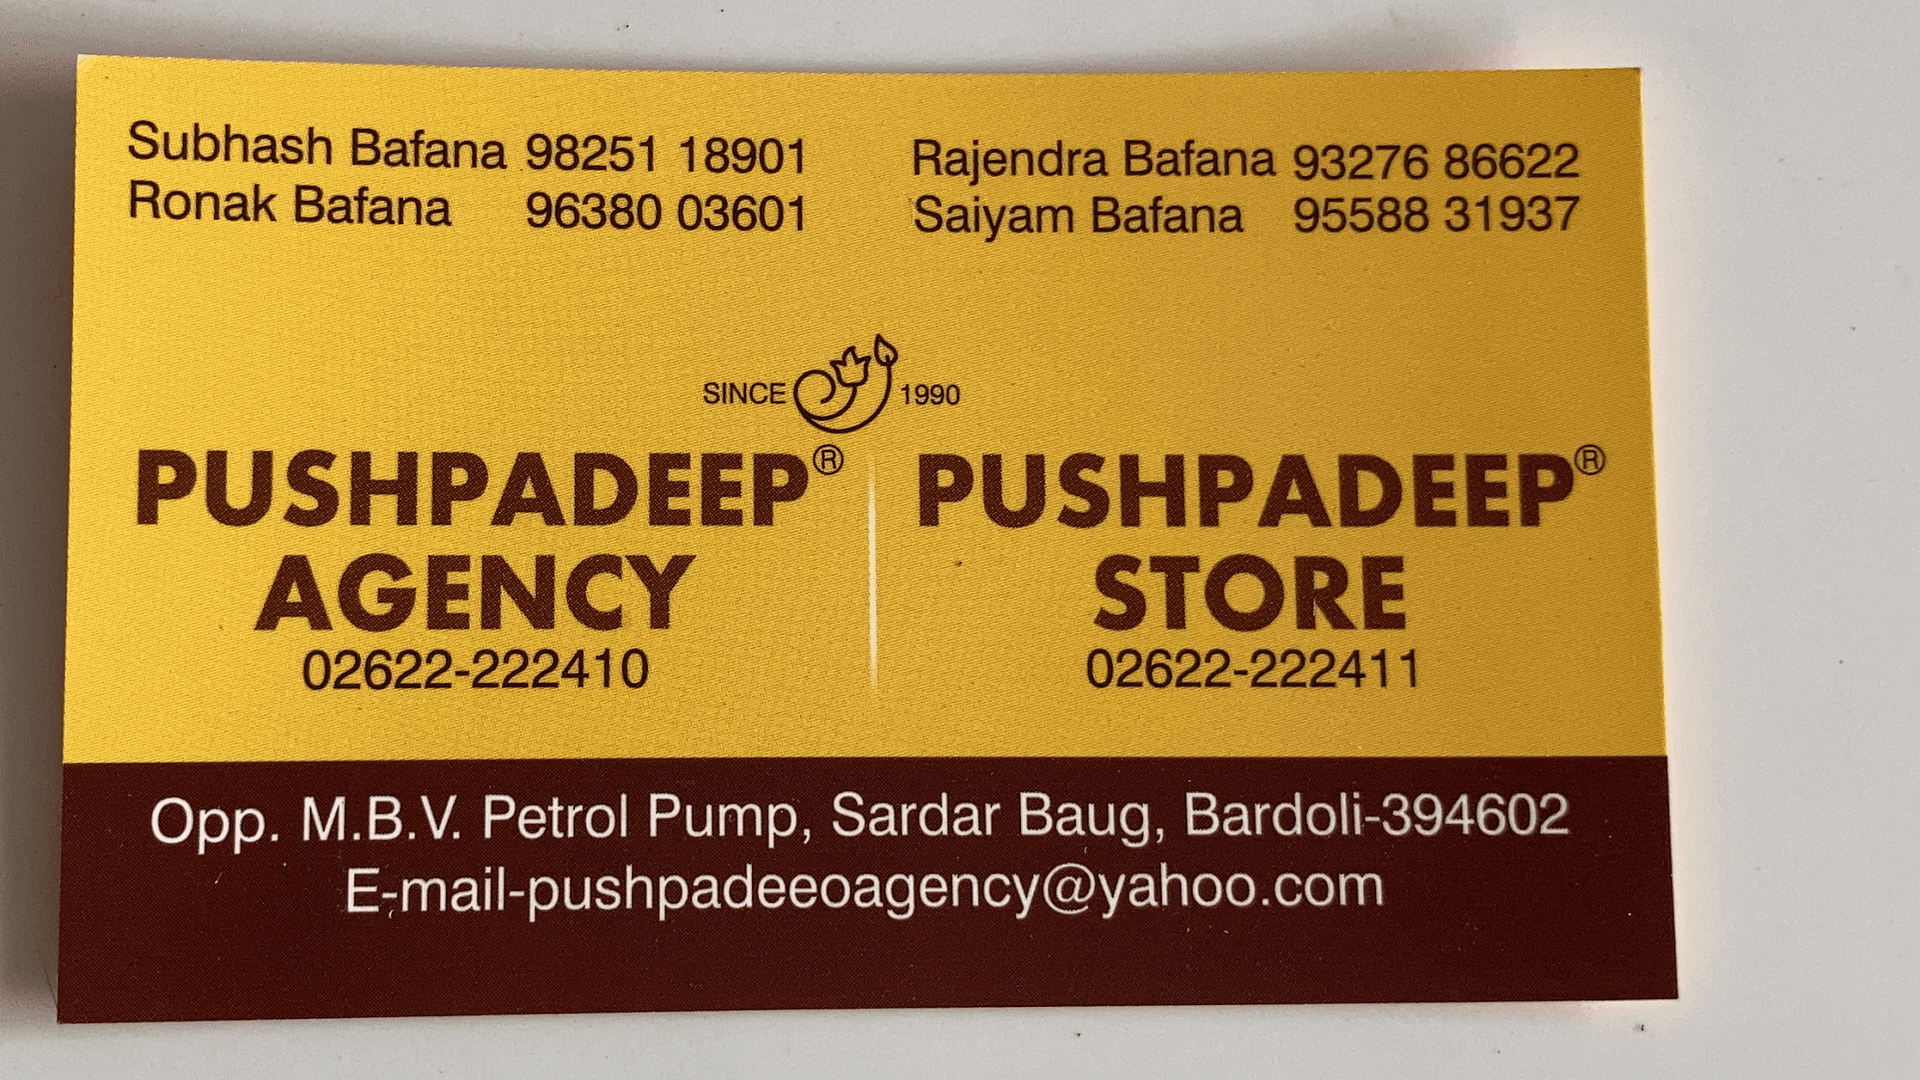 Subhash Bafana 98251 18901
Ronak Bafana 96380 03601
Rajendra Bafana 93276 86622
Saiyam Bafana 95588 31937
SINCE 1990
PUSHPADEEP®
AGENCY
02622-222410
PUSHPADEEP®
STORE
02622-222411
Opp. M.B.V. Petrol Pump, Sardar Baug, Bardoli-394602
E-mail-pushpadeeoagency@yahoo.com